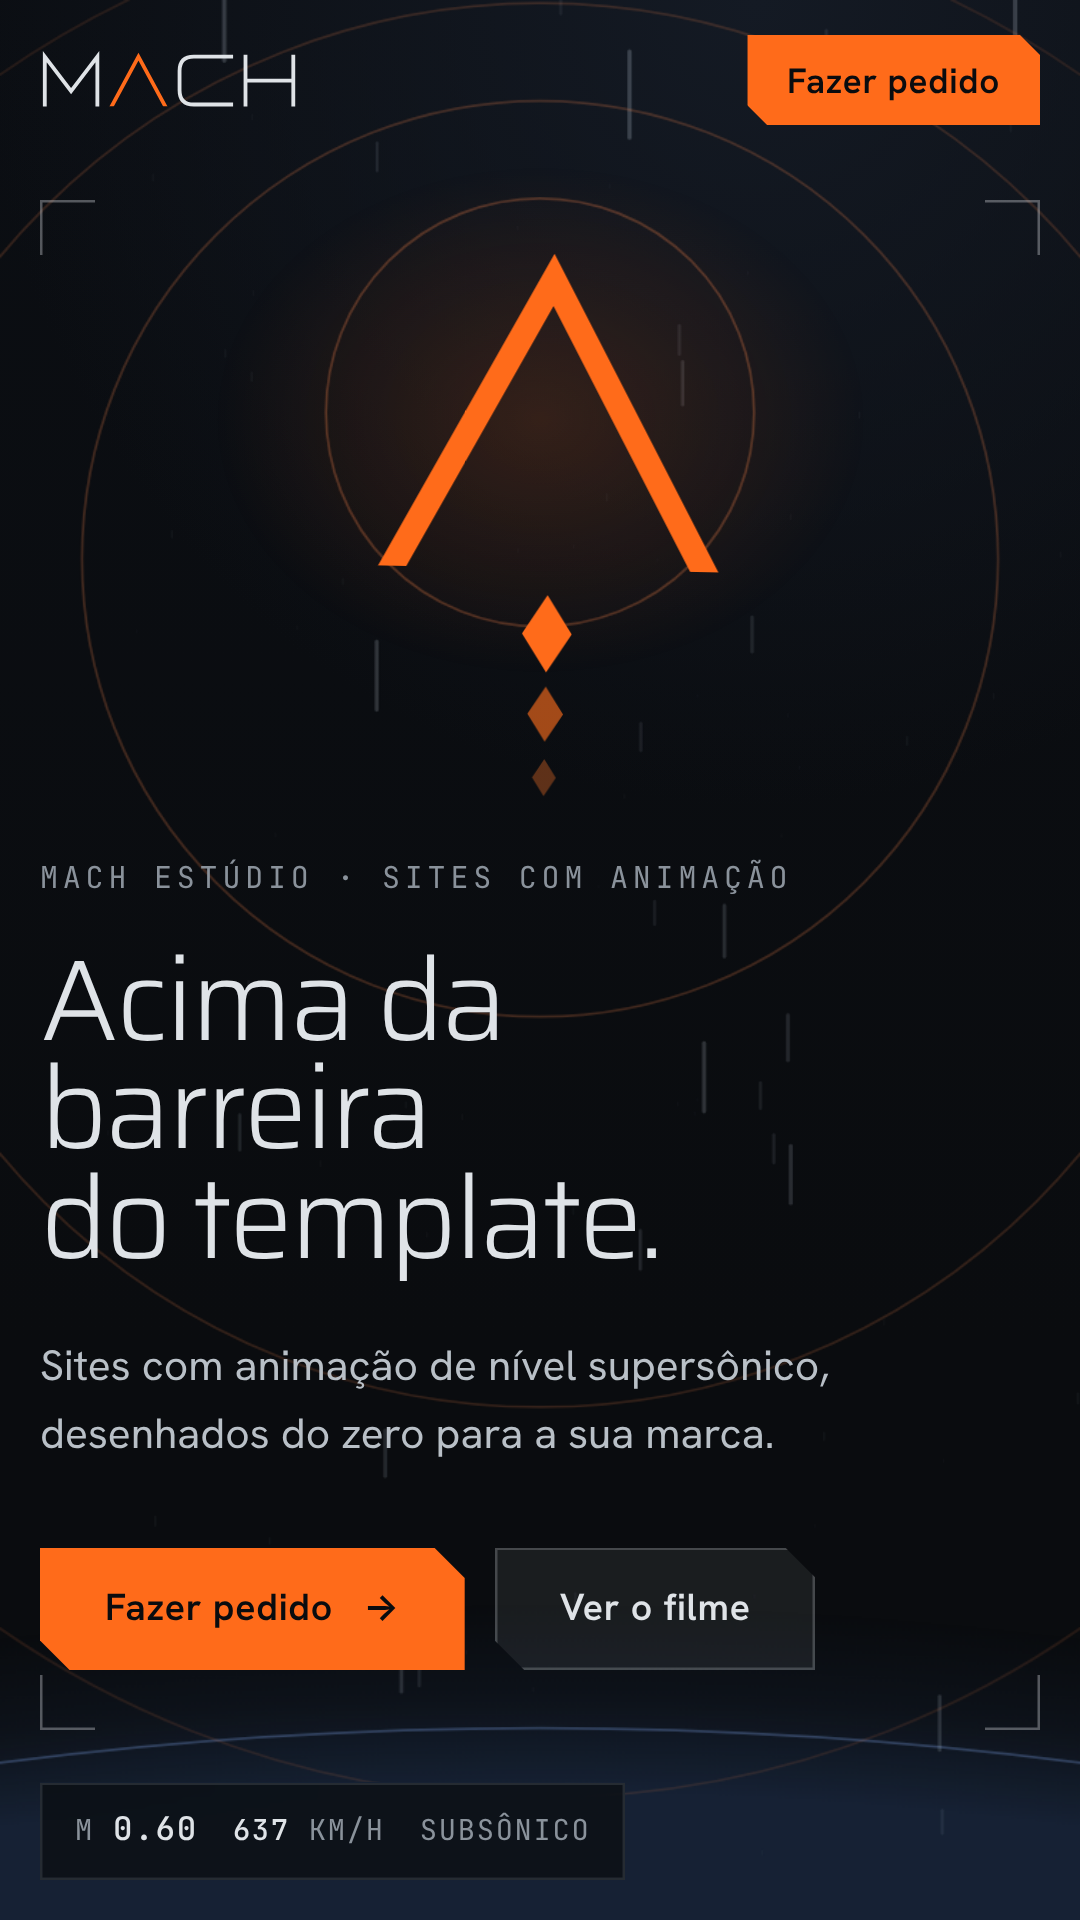 MACH
Fazer pedido
MACH ESTÚDIO · SITES COM ANIMAÇÃO
Acima da
barreira
do template.
Sites com animação de nível supersônico,
desenhados do zero para a sua marca.
Fazer pedido →
Ver o filme
M 0.60 637 KM/H SUBSÔNICO